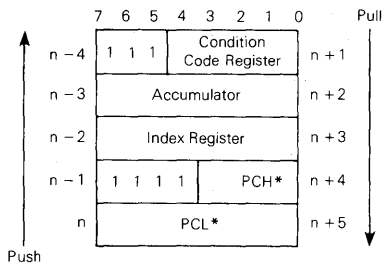 7 6 5 4 3 2 1 0
Pull
n − 4 1 1 1 Condition Code Register n + 1
n − 3 Accumulator n + 2
n − 2 Index Register n + 3
n − 1 1 1 1 1 PCH* n + 4
n PCL* n + 5
Push